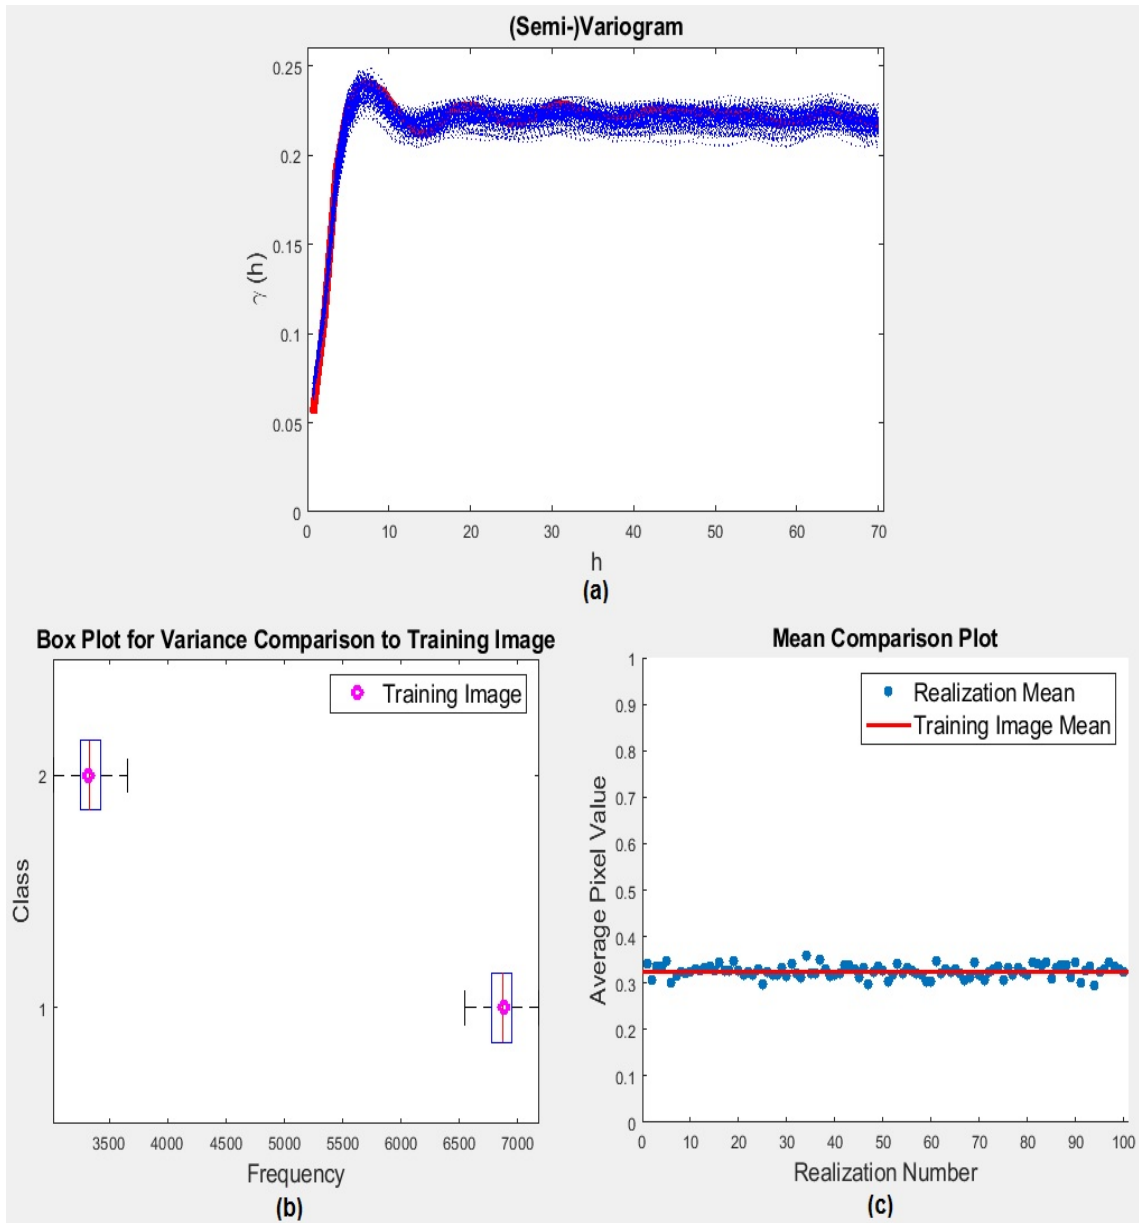 (Semi-)Variogram
0.25
0.2
0.15
0.1
0.05
0
γ (h)
0 10 20 30 40 50 60 70
h
(a)
Box Plot for Variance Comparison to Training Image
Training Image
2
1
Class
3500 4000 4500 5000 5500 6000 6500 7000
Frequency
(b)
Mean Comparison Plot
Realization Mean
Training Image Mean
1
0.9
0.8
0.7
0.6
0.5
0.4
0.3
0.2
0.1
0
Average Pixel Value
0 10 20 30 40 50 60 70 80 90 100
Realization Number
(c)